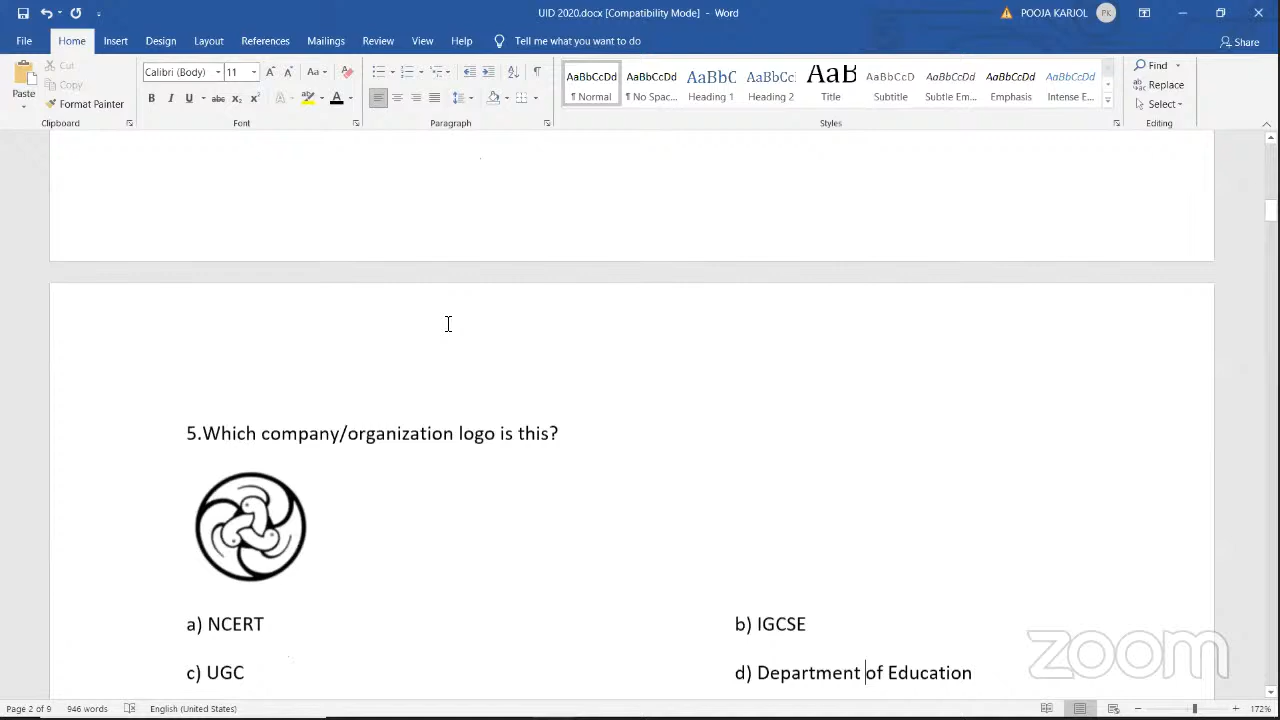 UID 2020.docx [Compatibility Mode] - Word
POOJA KARJOL
PK
File Home Insert Design Layout References Mailings Review View Help Tell me what you want to do
Share
Paste
Cut
Copy
Format Painter
Clipboard
Calibri (Body) 11
Font
Paragraph
AaBbCcDd AaBbCcDd AaBbC AaBbCc AaB AaBbCcD AaBbCcDd AaBbCcDd AaBbCcDd
¶ Normal ¶ No Spac... Heading 1 Heading 2 Title Subtitle Subtle Em... Emphasis Intense E...
Styles
Find
Replace
Select
Editing
5.Which company/organization logo is this?
a) NCERT
b) IGCSE
c) UGC
d) Department of Education
zoom
Page 2 of 9 946 words English (United States)
172%